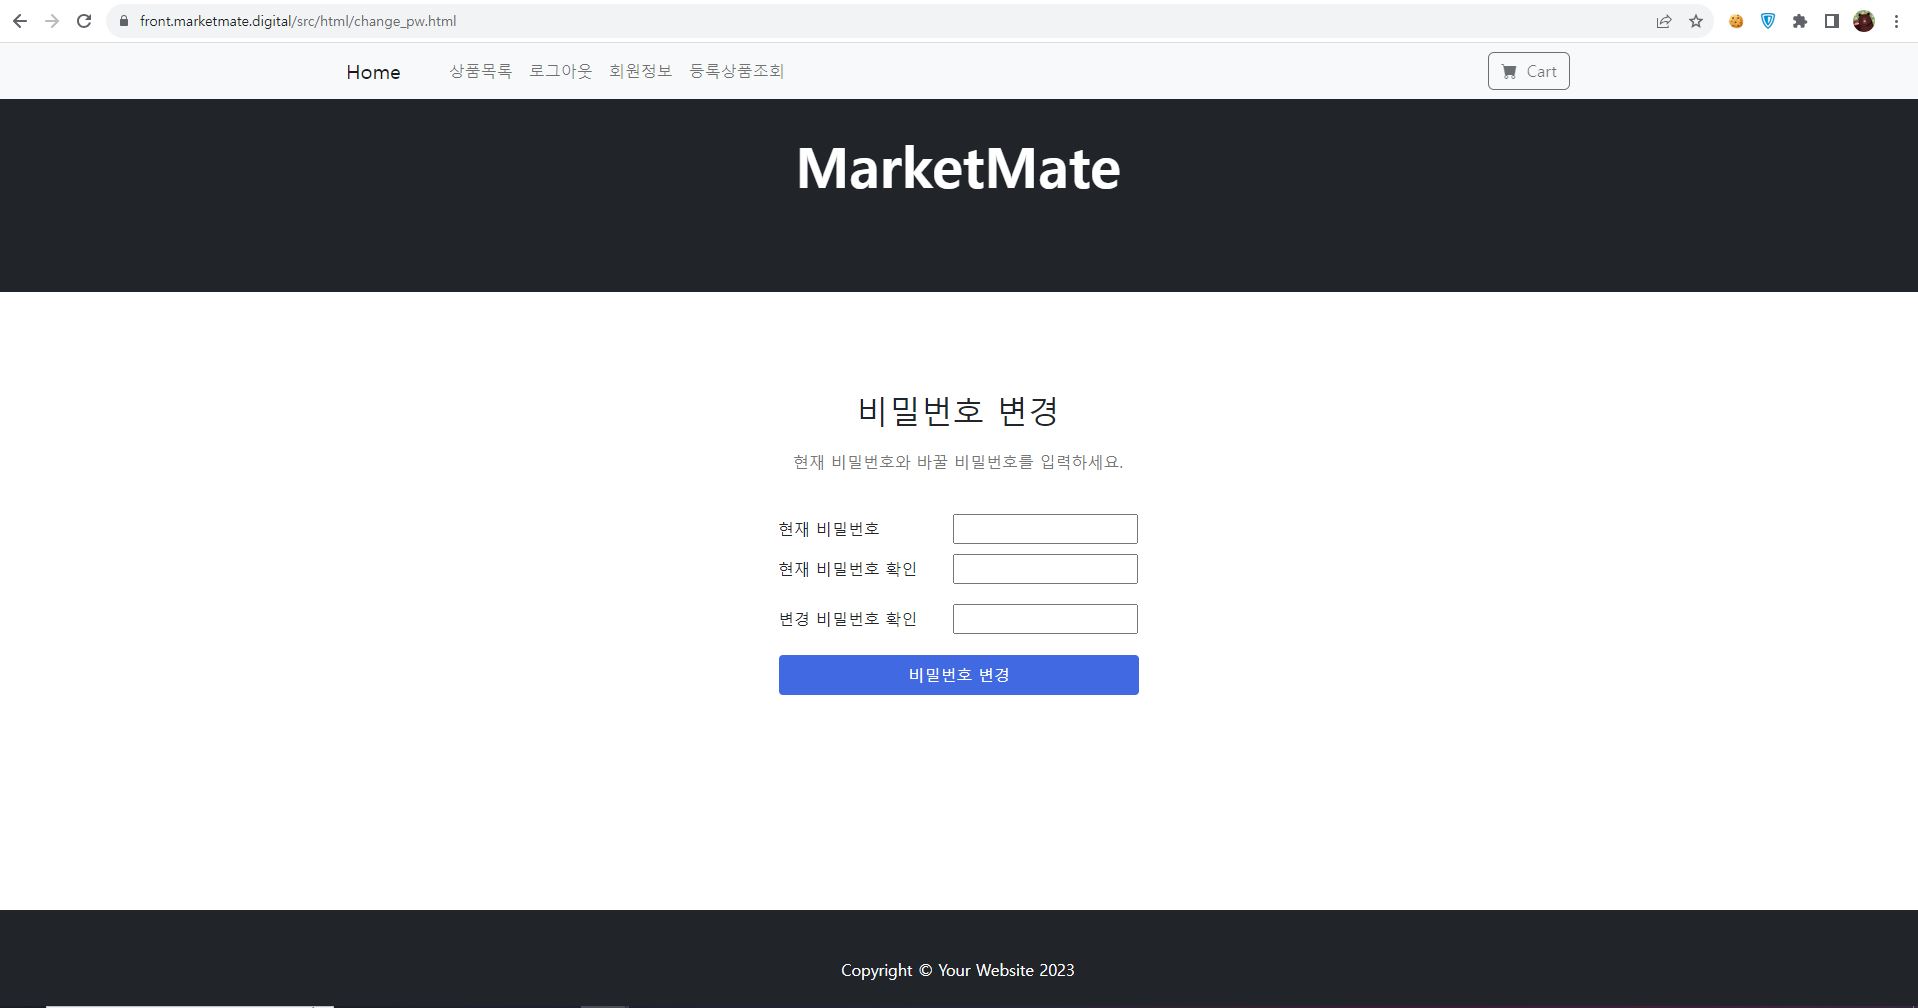 front.marketmate.digital/src/html/change_pw.html
Home 상품목록 로그아웃 회원정보 등록상품조회 Cart
MarketMate
비밀번호 변경
현재 비밀번호와 바꿀 비밀번호를 입력하세요.
현재 비밀번호
현재 비밀번호 확인
변경 비밀번호 확인
비밀번호 변경
Copyright © Your Website 2023